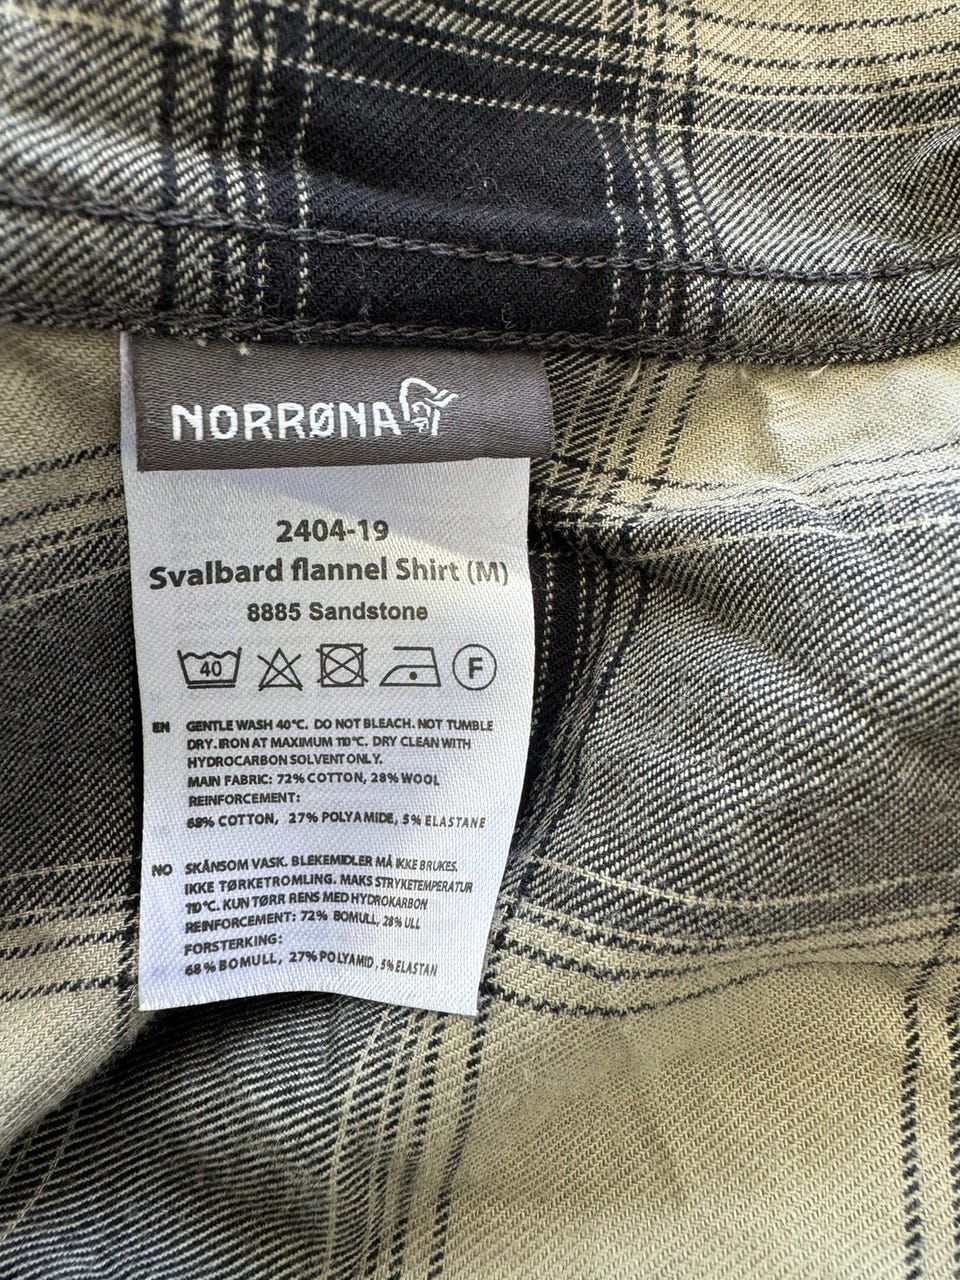 NORRØNA
2404-19
Svalbard flannel Shirt (M)
8885 Sandstone
40 F
EN GENTLE WASH 40°C. DO NOT BLEACH. NOT TUMBLE
DRY. IRON AT MAXIMUM 110°C. DRY CLEAN WITH
HYDROCARBON SOLVENT ONLY.
MAIN FABRIC: 72% COTTON, 28% WOOL
REINFORCEMENT:
68% COTTON, 27% POLYAMIDE, 5% ELASTANE
NO SKÅNSOM VASK. BLEKEMIDLER MÅ IKKE BRUKES.
IKKE TØRKETROMLING. MAKS STRYKETEMPERATUR
110°C. KUN TØRR RENS MED HYDROKARBON
REINFORCEMENT: 72% BOMULL, 28% ULL
FORSTERKING:
68% BOMULL, 27% POLYAMID, 5% ELASTAN